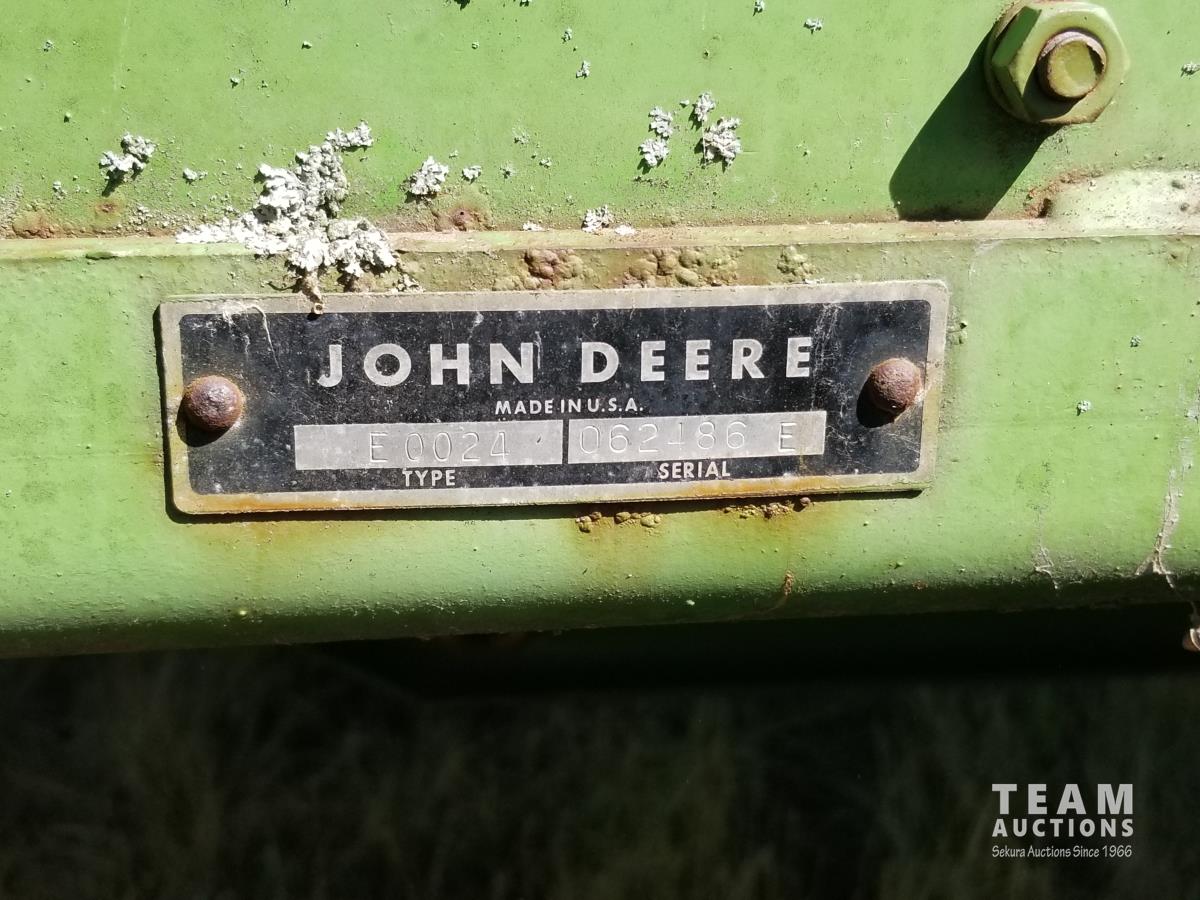 JOHN DEERE
MADE IN U.S.A.
E0024 062486 E
TYPE SERIAL
TEAM
AUCTIONS
Sekura Auctions Since 1966